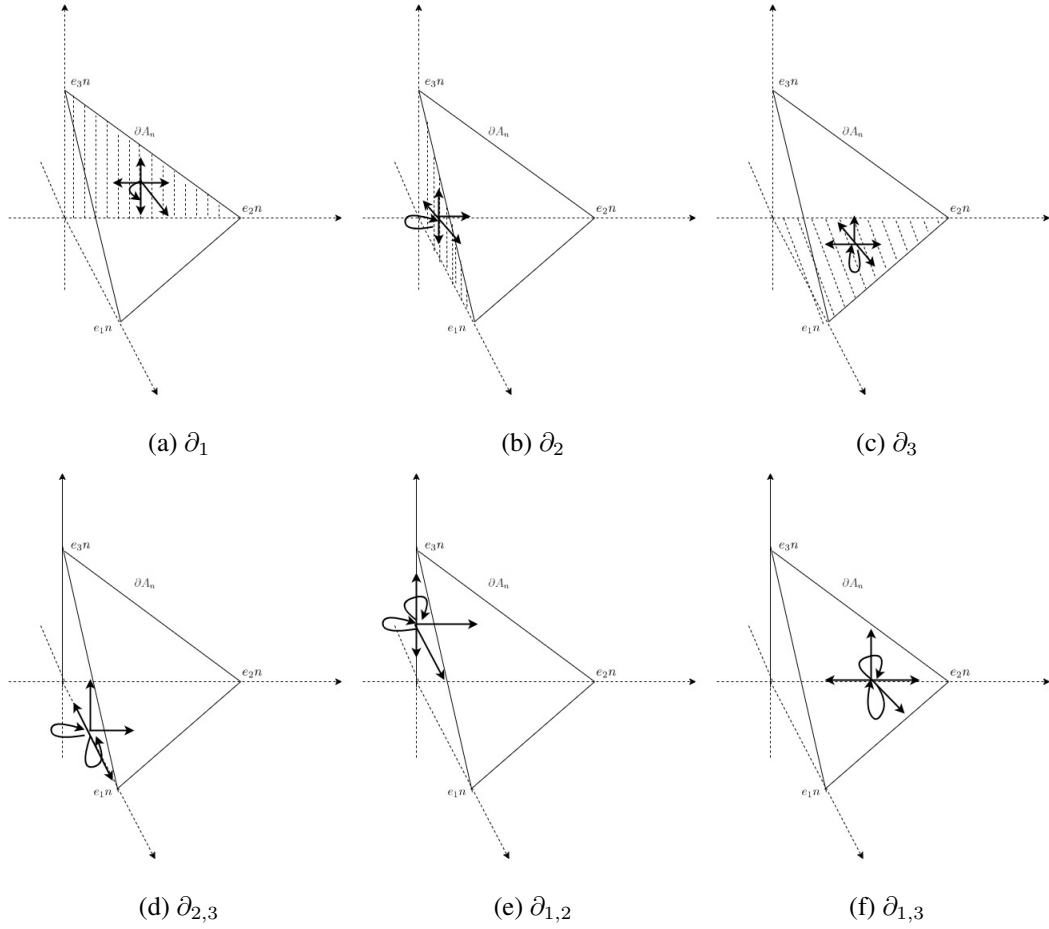 e₃n
∂Aₙ
e₂n
e₁n
(a) ∂₁
e₃n
∂Aₙ
e₂n
e₁n
(b) ∂₂
e₃n
∂Aₙ
e₂n
e₁n
(c) ∂₃
e₃n
∂Aₙ
e₂n
e₁n
(d) ∂₂,₃
e₃n
∂Aₙ
e₂n
e₁n
(e) ∂₁,₂
e₃n
∂Aₙ
e₂n
e₁n
(f) ∂₁,₃